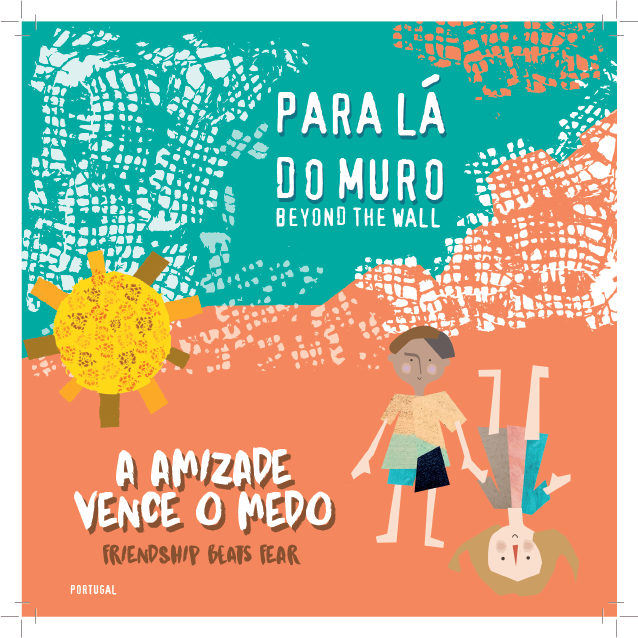 PARA LÁ
DO MURO
BEYOND THE WALL
A AMIZADE
VENCE O MEDO
FRIENDSHIP BEATS FEAR
PORTUGAL